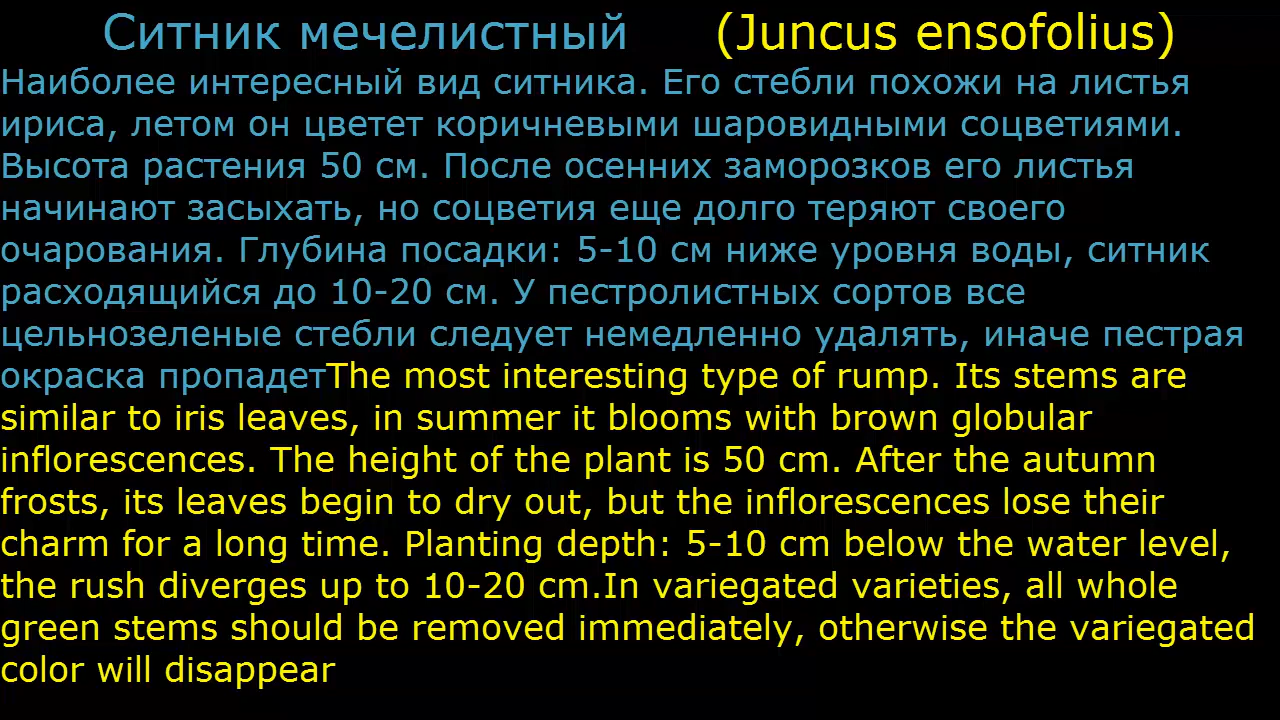 Ситник мечелистный (Juncus ensofolius)
Наиболее интересный вид ситника. Его стебли похожи на листья
ириса, летом он цветет коричневыми шаровидными соцветиями.
Высота растения 50 см. После осенних заморозков его листья
начинают засыхать, но соцветия еще долго теряют своего
очарования. Глубина посадки: 5-10 см ниже уровня воды, ситник
расходящийся до 10-20 см. У пестролистных сортов все
цельнозеленые стебли следует немедленно удалять, иначе пестрая
окраска пропадетThe most interesting type of rump. Its stems are
similar to iris leaves, in summer it blooms with brown globular
inflorescences. The height of the plant is 50 cm. After the autumn
frosts, its leaves begin to dry out, but the inflorescences lose their
charm for a long time. Planting depth: 5-10 cm below the water level,
the rush diverges up to 10-20 cm.In variegated varieties, all whole
green stems should be removed immediately, otherwise the variegated
color will disappear